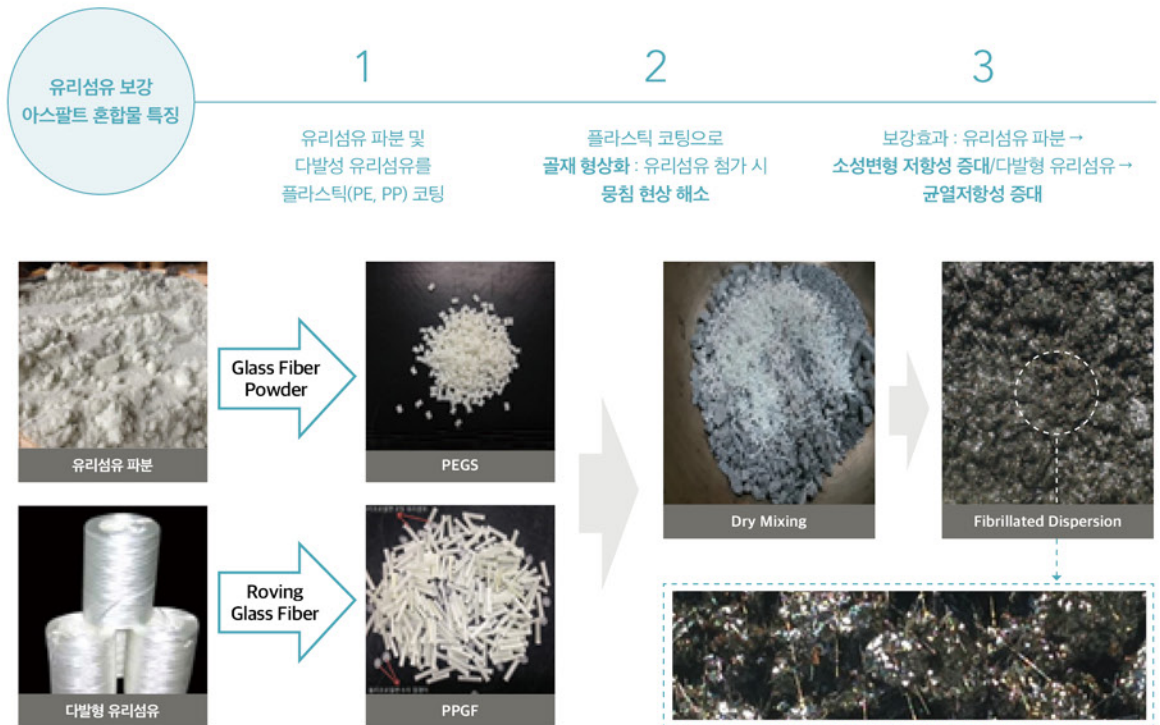 유리섬유 보강
아스팔트 혼합물 특징
1
유리섬유 파분 및
다발성 유리섬유를
플라스틱(PE, PP) 코팅
2
플라스틱 코팅으로
골재 형상화 : 유리섬유 첨가 시
뭉침 현상 해소
3
보강효과 : 유리섬유 파분 →
소성변형 저항성 증대/다발형 유리섬유 →
균열저항성 증대
유리섬유 파분
Glass Fiber
Powder
PEGS
Dry Mixing
Fibrillated Dispersion
다발형 유리섬유
Roving
Glass Fiber
PPGF